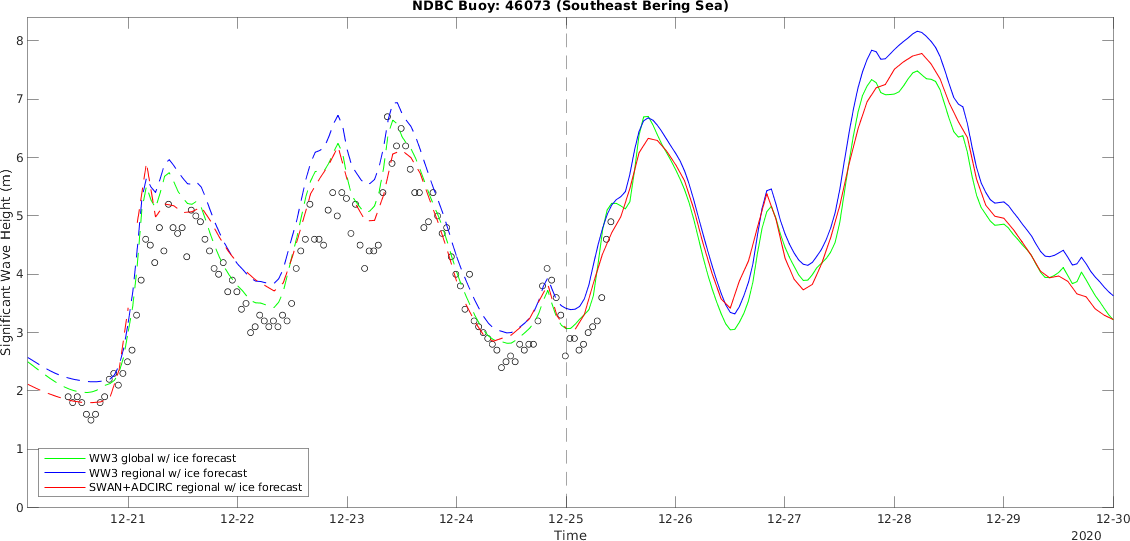 NDBC Buoy: 46073 (Southeast Bering Sea)
8
7
6
5
4
3
2
1
0
Significant Wave Height (m)
WW3 global w/ ice forecast
WW3 regional w/ ice forecast
SWAN+ADCIRC regional w/ ice forecast
12-21 12-22 12-23 12-24 12-25 12-26 12-27 12-28 12-29 12-30
Time
2020